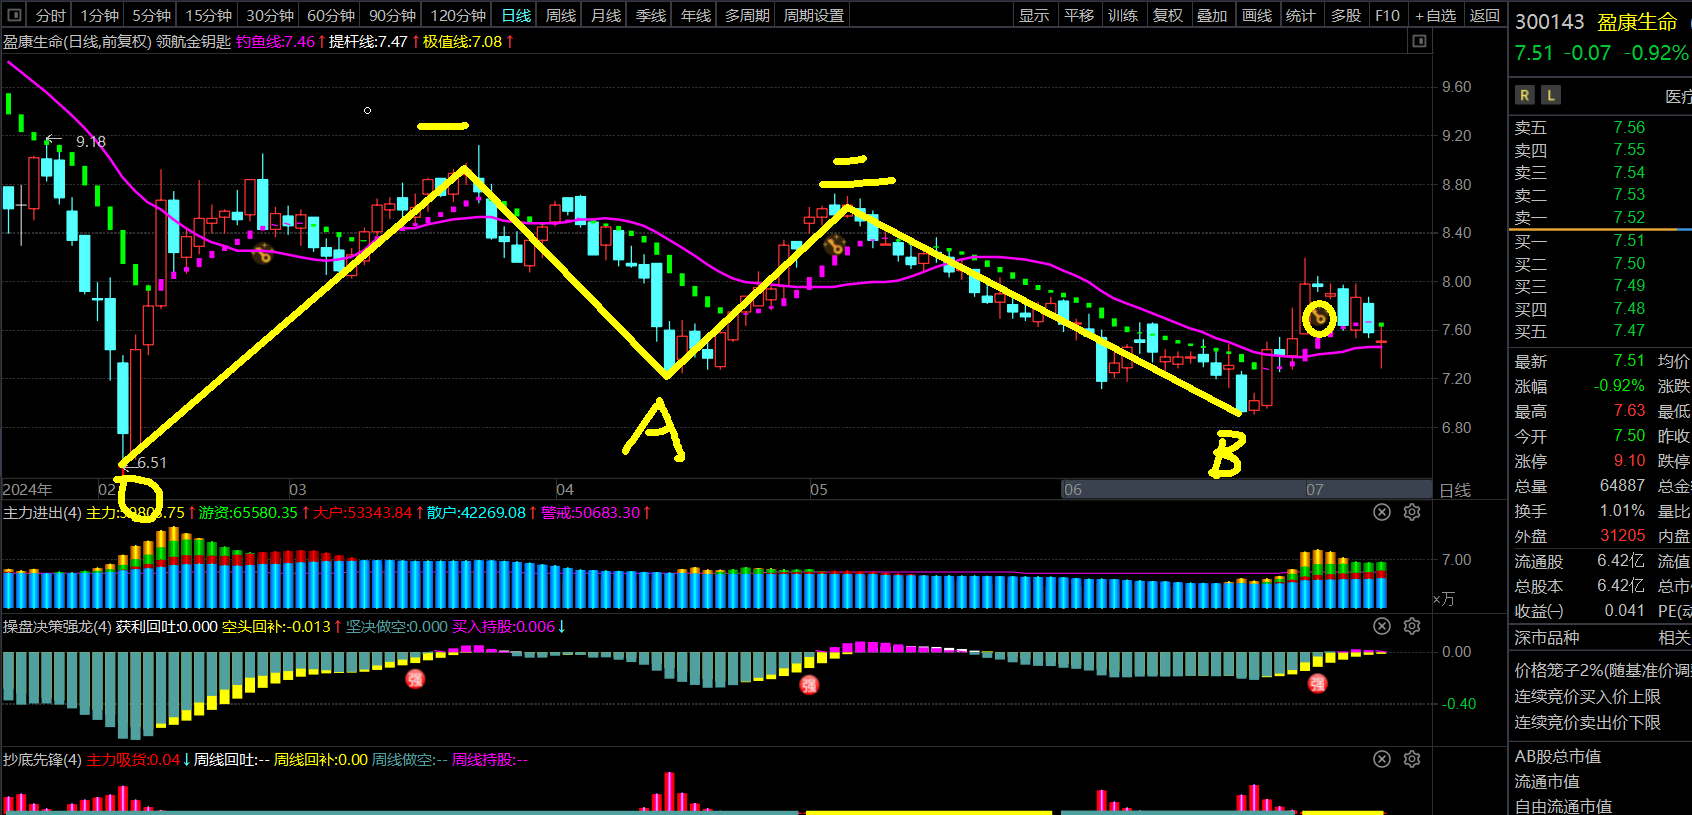 分时 1分钟 5分钟 15分钟 30分钟 60分钟 90分钟 120分钟 日线 周线 月线 季线 年线 多周期 周期设置 显示 平移 训练 复权 叠加 画线 统计 多股 F10 +自选 返回
300143 盈康生命
盈康生命(日线,前复权) 领航金钥匙 钓鱼线:7.46↑提杆线:7.47↑极值线:7.08↑
7.51 -0.07 -0.92%
R L 医疗
9.60
9.20
8.80
8.40
8.00
7.60
7.20
6.80
9.18
6.51
一
二
A
B
D
2024年 02 03 04 05 06 07 日线
卖五 7.56
卖四 7.55
卖三 7.54
卖二 7.53
卖一 7.52
买一 7.51
买二 7.50
买三 7.49
买四 7.48
买五 7.47
最新 7.51 均价
涨幅 -0.92% 涨跌
最高 7.63 最低
今开 7.50 昨收
涨停 9.10 跌停
总量 64887 总金
换手 1.01% 量比
外盘 31205 内盘
流通股 6.42亿 流值
总股本 6.42亿 总市
收益(一) 0.041 PE(动
深市品种 相关
价格笼子2%(随基准价调
连续竞价买入价上限
连续竞价卖出价下限
AB股总市值
流通市值
自由流通市值
主力进出(4) 主力:59808.75↑游资:65580.35↑大户:53343.84↑散户:42269.08↑警戒:50683.30↑
7.00
×万
操盘决策强龙(4) 获利回吐:0.000 空头回补:-0.013↑坚决做空:0.000 买入持股:0.006↓
0.00
-0.40
强 强 强
抄底先锋(4) 主力吸货:0.04↓周线回吐:-- 周线回补:0.00 周线做空:-- 周线持股:--